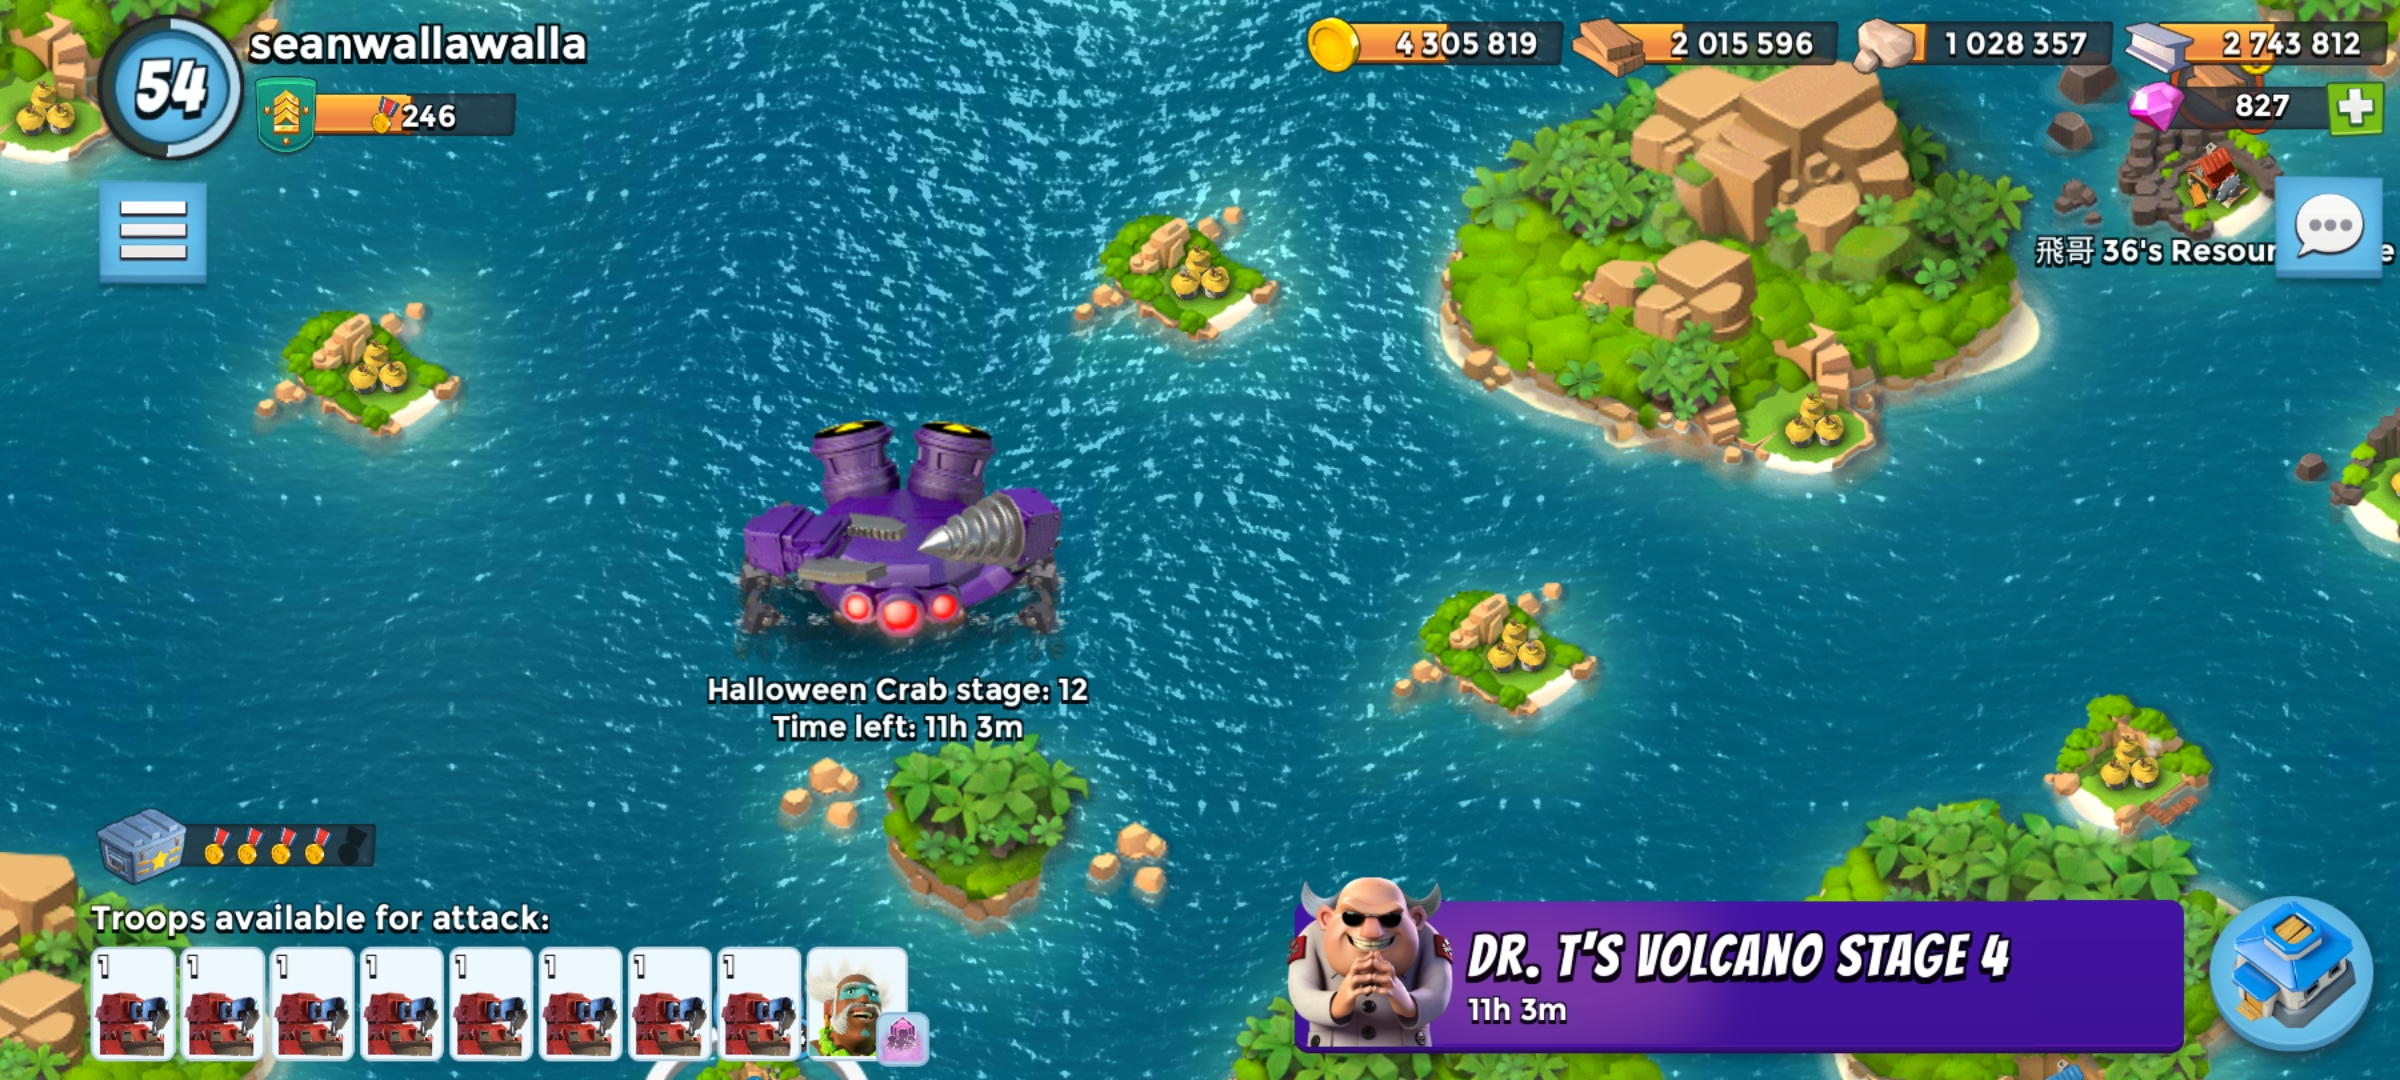 54
seanwallawalla
246
4 305 819
2 015 596
1 028 357
2 743 812
827
飛哥 36's
Halloween Crab stage: 12
Time left: 11h 3m
Troops available for attack:
1 1 1 1 1 1 1 1
DR. T'S VOLCANO STAGE 4
11h 3m